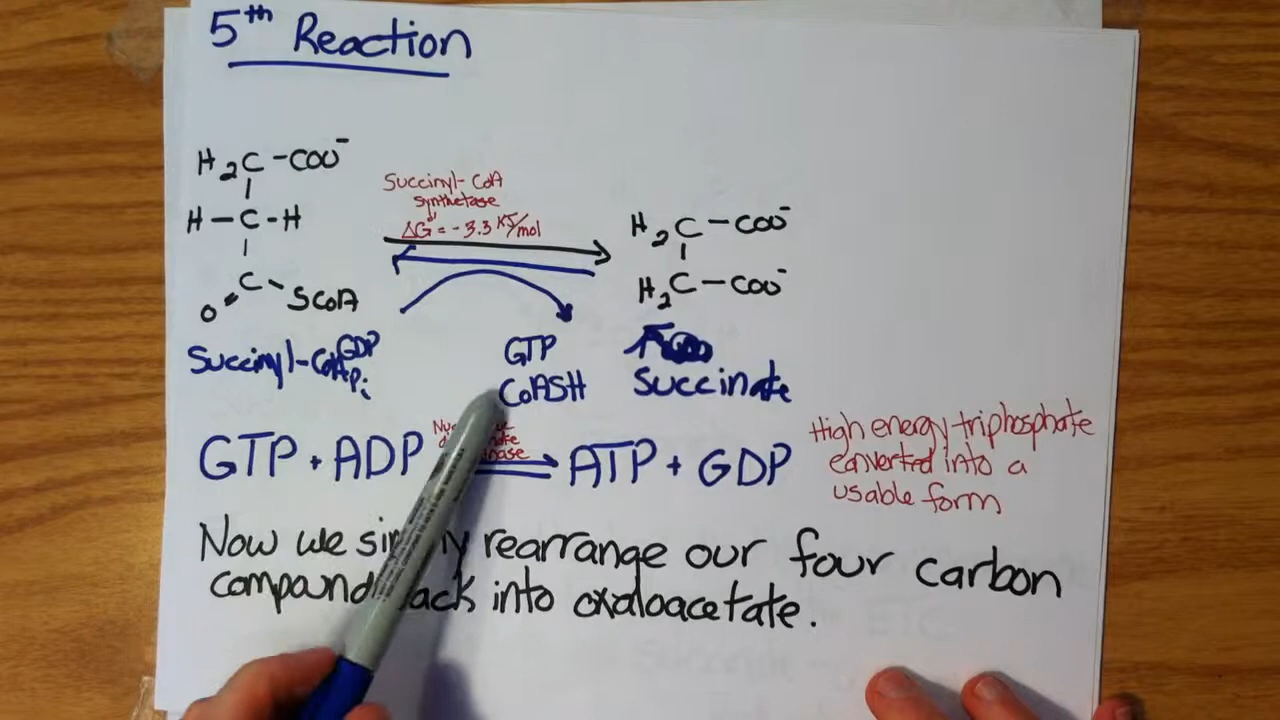 5th Reaction
H2C-COO-
H-C-H
C
O SCoA
Succinyl-CoA
Succinyl-CoA
synthetase
ΔG°' = -3.3 KJ/mol
GDP
Pi
GTP
CoASH
H2C-COO-
H2C-COO-
Succinate
GTP + ADP
ATP + GDP
High energy triphosphate
converted into a
usable form
Now we rearrange our four carbon
compound into oxaloacetate.